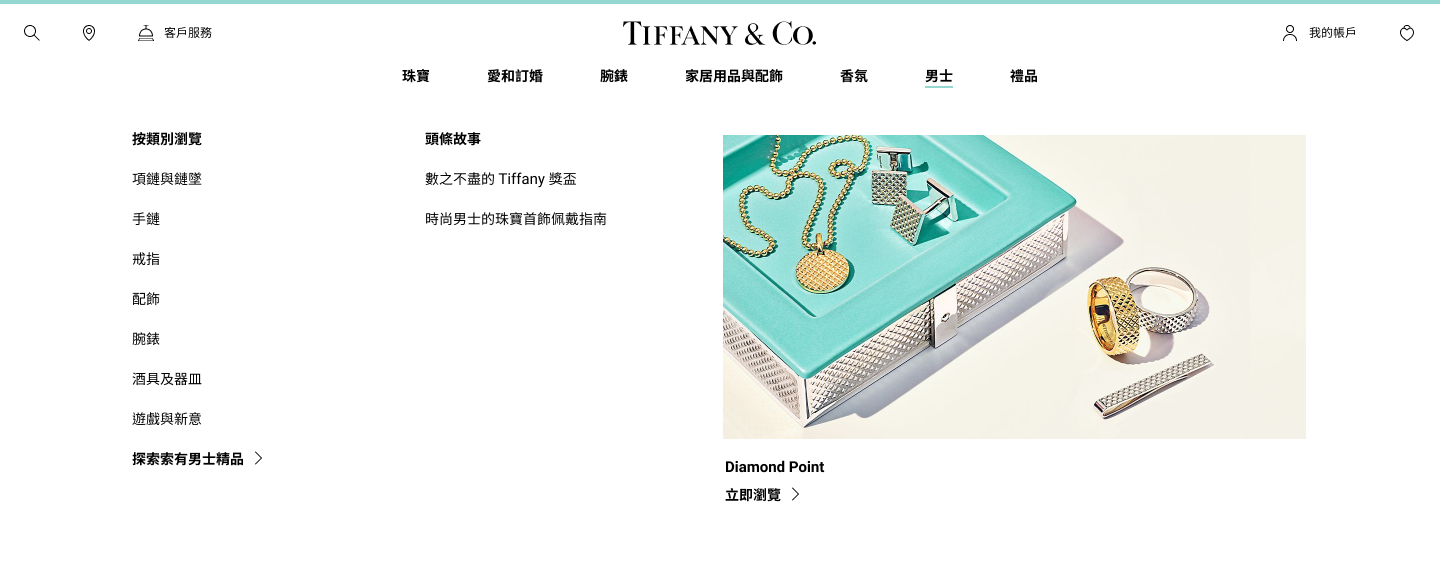 客戶服務
TIFFANY & CO.
我的帳戶
珠寶
愛和訂婚
腕錶
家居用品與配飾
香氛
男士
禮品
按類別瀏覽
項鏈與鏈墜
手鏈
戒指
配飾
腕錶
酒具及器皿
遊戲與新意
探索索有男士精品
頭條故事
數之不盡的 Tiffany 獎盃
時尚男士的珠寶首飾佩戴指南
Diamond Point
立即瀏覽